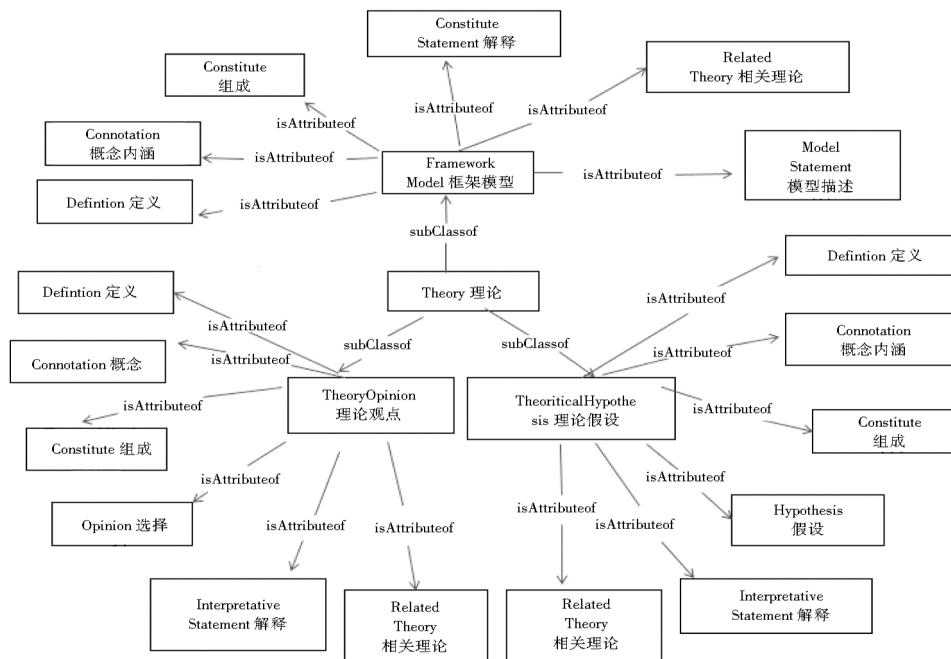 Constitute
Statement 解释
Constitute
组成
Related
Theory 相关理论
isAttributeof
isAttributeof
isAttributeof
Connotation
概念内涵
isAttributeof
Framework
Model 框架模型
isAttributeof
Model
Statement
模型描述
Defintion 定义
isAttributeof
subClassof
Defintion 定义
Defintion 定义
Theory 理论
isAttributeof
isAttributeof
Connotation
概念内涵
Connotation 概念
isAttributeof
subClassof
subClassof
isAttributeof
TheoryOpinion
理论观点
TheoriticalHypothe
sis 理论假设
isAttributeof
isAttributeof
Constitute
组成
Constitute 组成
isAttributeof
isAttributeof
isAttributeof
Opinion 选择
isAttributeof
isAttributeof
isAttributeof
Hypothesis
假设
Interpretative
Statement 解释
Related
Theory
相关理论
Related
Theory
相关理论
Interpretative
Statement 解释